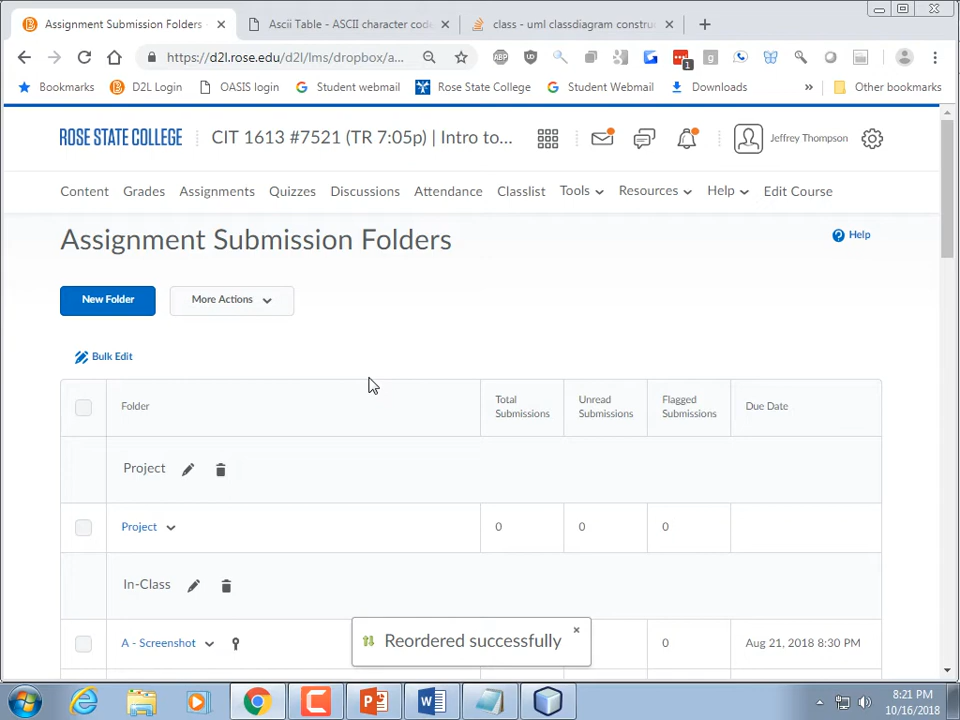 Assignment Submission Folders -
Ascii Table - ASCII character code
class - uml classdiagram constru
https://d2l.rose.edu/d2l/lms/dropbox/a...
ABP
1
g
Bookmarks
D2L Login
OASIS login
Student webmail
Rose State College
Student Webmail
Downloads
»
Other bookmarks
ROSE STATE COLLEGE
CIT 1613 #7521 (TR 7:05p) | Intro to...
Jeffrey Thompson
Content Grades Assignments Quizzes Discussions Attendance Classlist Tools Resources Help Edit Course
Assignment Submission Folders
Help
New Folder
More Actions
Bulk Edit
Folder
Total Submissions
Unread Submissions
Flagged Submissions
Due Date
Project
Project 0 0 0
In-Class
A - Screenshot 0 Aug 21, 2018 8:30 PM
Reordered successfully
8:21 PM
10/16/2018